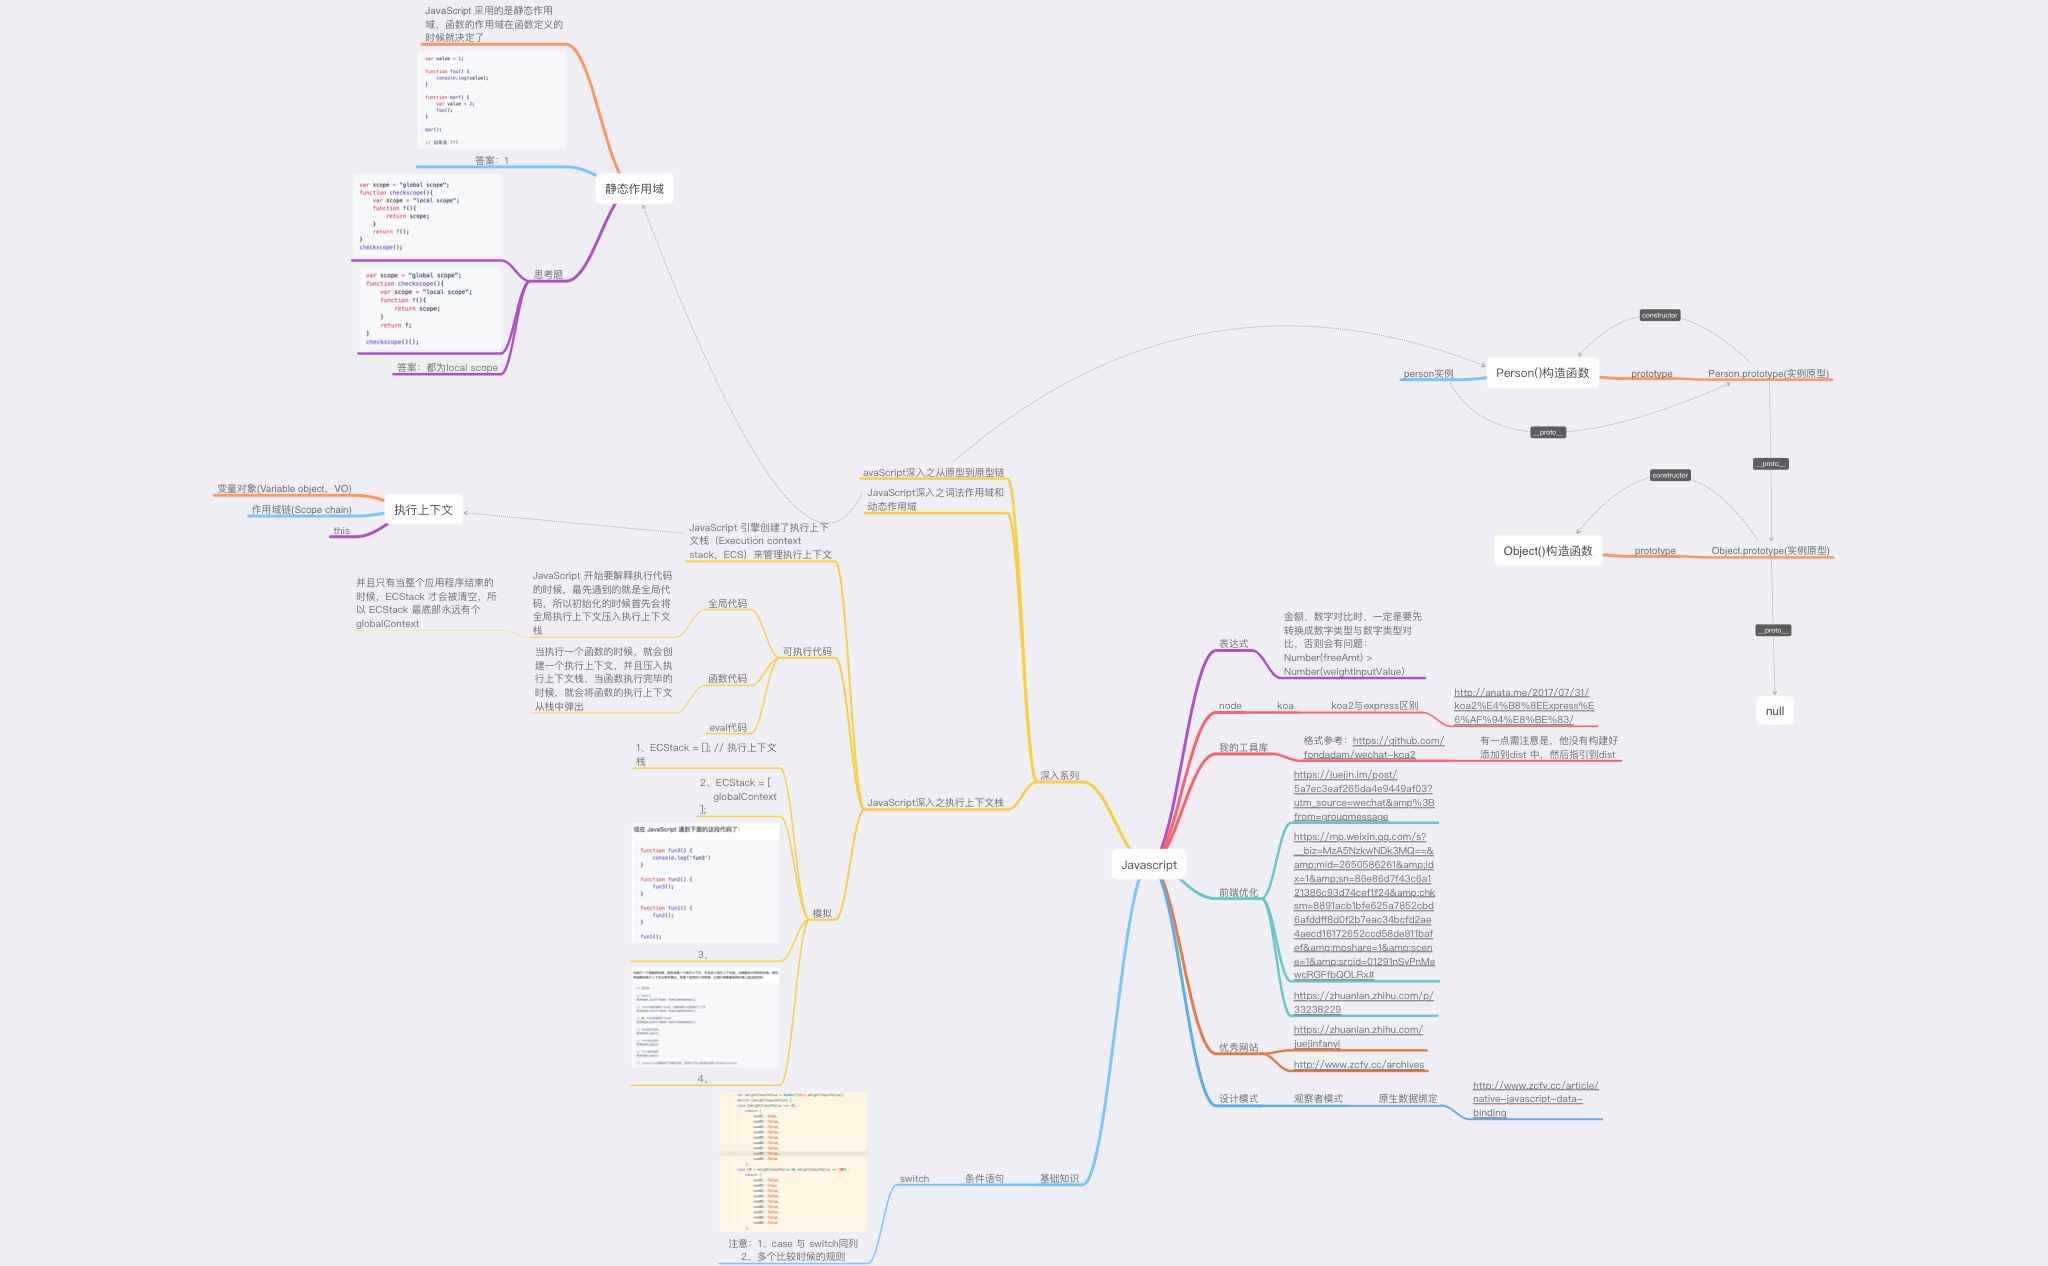 JavaScript 采用的是静态作用
域，函数的作用域在函数定义的
时候就决定了
var value = 1;
function foo() {
console.log(value);
}
function bar() {
var value = 2;
foo();
}
bar();
// 结果是 ???
答案：1
静态作用域
var scope = "global scope";
function checkscope(){
var scope = "local scope";
function f(){
return scope;
}
return f();
}
checkscope();
思考题
var scope = "global scope";
function checkscope(){
var scope = "local scope";
function f(){
return scope;
}
return f;
}
checkscope()();
答案：都为local scope
constructor
person实例
Person()构造函数
prototype
Person.prototype(实例原型)
__proto__
__proto__
constructor
Object()构造函数
prototype
Object.prototype(实例原型)
__proto__
null
变量对象(Variable object，VO)
作用域链(Scope chain)
this
执行上下文
avaScript深入之从原型到原型链
JavaScript深入之词法作用域和
动态作用域
JavaScript 引擎创建了执行上下
文栈（Execution context
stack，ECS）来管理执行上下文
并且只有当整个应用程序结束的
时候，ECStack 才会被清空，所
以 ECStack 最底部永远有个
globalContext
JavaScript 开始要解释执行代码
的时候，最先遇到的就是全局代
码，所以初始化的时候首先会将
全局执行上下文压入执行上下文
栈
全局代码
当执行一个函数的时候，就会创
建一个执行上下文，并且压入执
行上下文栈，当函数执行完毕的
时候，就会将函数的执行上下文
从栈中弹出
函数代码
eval代码
可执行代码
1、ECStack = []; // 执行上下文
栈
2、ECStack = [
globalContext
];
现在 JavaScript 遇到下面的这段代码了：
function fun3() {
console.log('fun3')
}
function fun2() {
fun3();
}
function fun1() {
fun2();
}
fun1();
3、
4、
模拟
JavaScript深入之执行上下文栈
深入系列
Javascript
表达式
金额、数字对比时，一定是要先
转换成数字类型与数字类型对
比，否则会有问题：
Number(freeAmt) >
Number(weightInputValue)
node
koa
koa2与express区别
http://anata.me/2017/07/31/
koa2%E4%B8%8EExpress%E
6%AF%94%E8%BE%83/
我的工具库
格式参考：https://github.com/
fondadam/wechat-koa2
有一点需注意是，他没有构建好
添加到dist 中，然后指引到dist
前端优化
https://juejin.im/post/
5a7ec3eaf265da4e9449af03?
utm_source=wechat&amp%3B
from=groupmessage
https://mp.weixin.qq.com/s?
__biz=MzA5NzkwNDk3MQ==&
amp;mid=2650586261&amp;id
x=1&amp;sn=86e86d7f43c6a1
21386c93d74cef1f24&amp;chk
sm=8891acb1bfe625a7852cbd
6afddff8d0f2b7eac34bcfd2ae
4aecd16172652ccd58de811baf
ef&amp;mpshare=1&amp;scen
e=1&amp;srcid=01291nSvPnMe
wcRGFfbQOLRx#
https://zhuanlan.zhihu.com/p/
33238229
优秀网站
https://zhuanlan.zhihu.com/
juejinfanyi
http://www.zcfy.cc/archives
设计模式
观察者模式
原生数据绑定
http://www.zcfy.cc/article/
native-javascript-data-
binding
基础知识
条件语句
switch
注意：1、case 与 switch同列
2、多个比较时候的规则